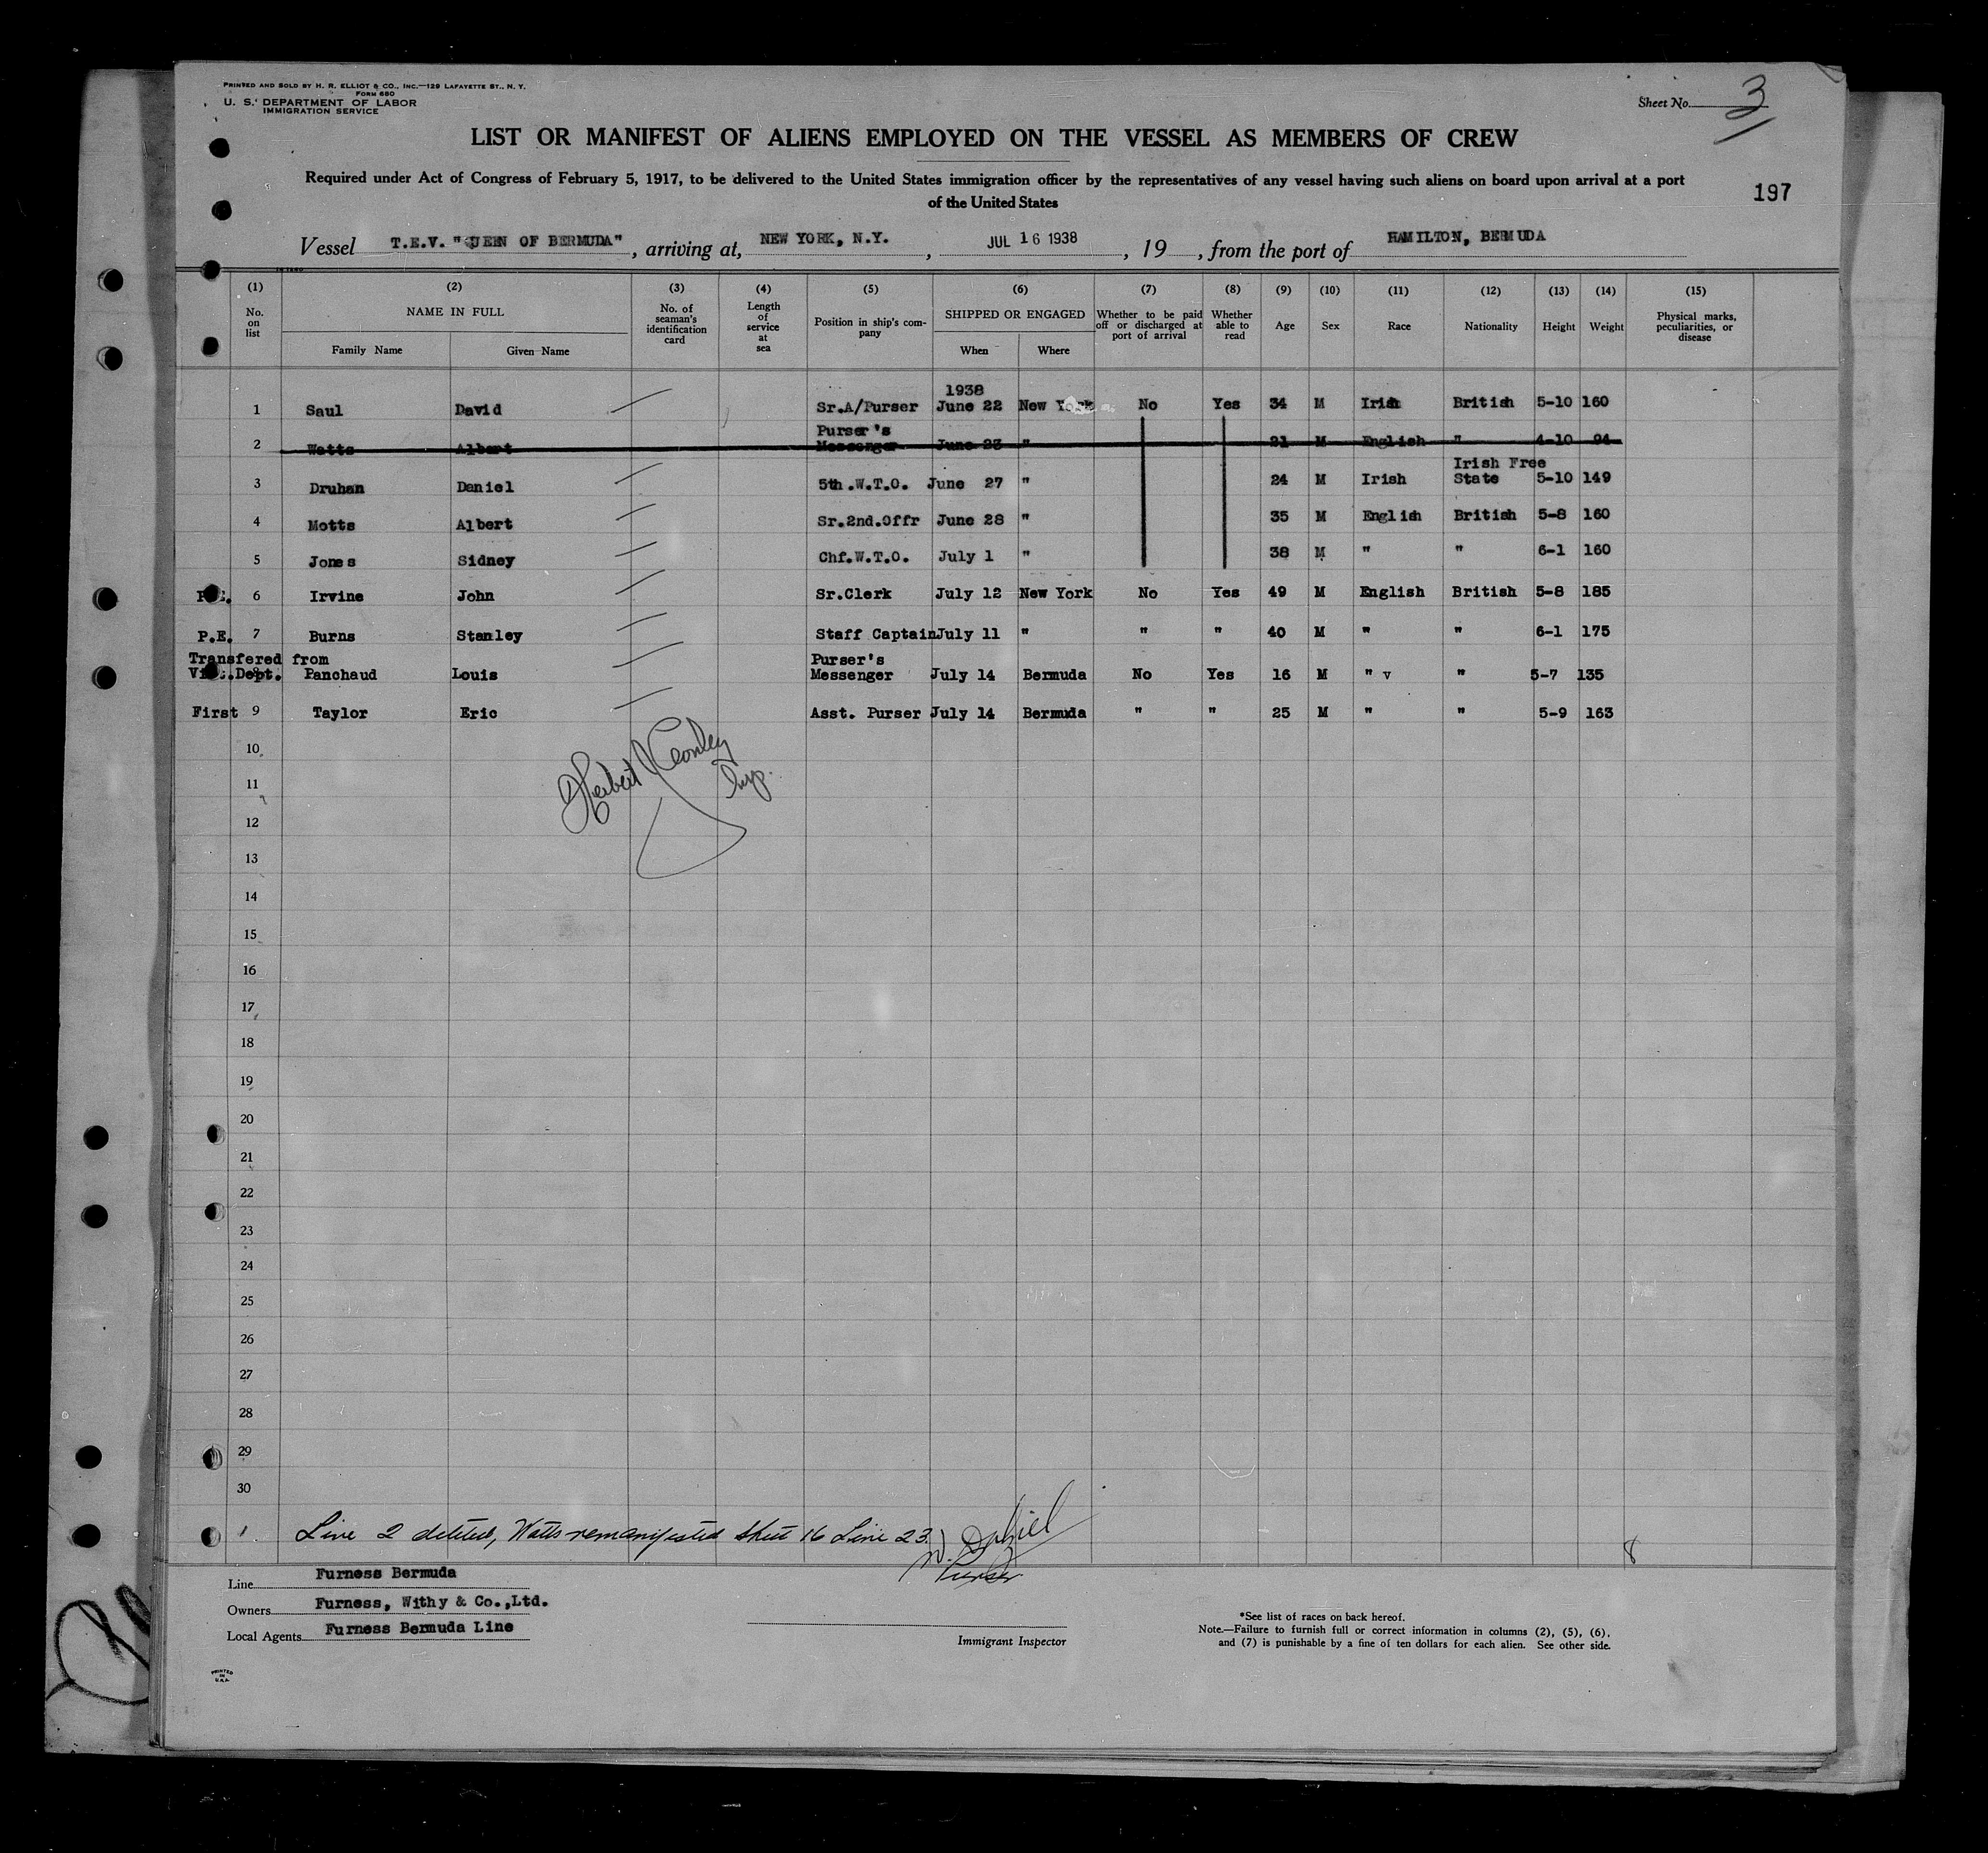 PRINTED AND SOLD BY H. R. ELLIOT & CO., INC.—129 LAFAYETTE ST., N. Y.
FORM 680
U. S. DEPARTMENT OF LABOR
IMMIGRATION SERVICE
Sheet No. 3
LIST OR MANIFEST OF ALIENS EMPLOYED ON THE VESSEL AS MEMBERS OF CREW
Required under Act of Congress of February 5, 1917, to be delivered to the United States immigration officer by the representatives of any vessel having such aliens on board upon arrival at a port
of the United States
197
Vessel T.E.V. "QUEEN OF BERMUDA", arriving at, NEW YORK, N.Y., JUL 16 1938, 19 , from the port of HAMILTON, BERMUDA
(1) (2) (3) (4) (5) (6) (7) (8) (9) (10) (11) (12) (13) (14) (15)
No. on list
NAME IN FULL
Family Name Given Name
No. of seaman's identification card
Length of service at sea
Position in ship's company
SHIPPED OR ENGAGED
When Where
Whether to be paid off or discharged at port of arrival
Whether able to read
Age Sex Race Nationality Height Weight
Physical marks, peculiarities, or disease
1938
1 Saul David Sr.A/Purser June 22 New York No Yes 34 M Irish British 5-10 160
Purser's
2 Watts Albert Messenger June 23 " 21 M English " 4-10 94
Irish Free
3 Druhan Daniel 5th.W.T.O. June 27 " 24 M Irish State 5-10 149
4 Motts Albert Sr.2nd.Offr June 28 " 35 M English British 5-8 160
5 Jones Sidney Chf.W.T.O. July 1 " 38 M " " 6-1 160
6 Irvine John Sr.Clerk July 12 New York No Yes 49 M English British 5-8 185
P.E. 7 Burns Stanley Staff Captain July 11 " " " 40 M " " 6-1 175
Transfered from Purser's
Dept. Panchaud Louis Messenger July 14 Bermuda No Yes 16 M " v " 5-7 135
First 9 Taylor Eric Asst. Purser July 14 Bermuda " " 25 M " " 5-9 163
10
11
12
13
14
15
16
17
18
19
20
21
22
23
24
25
26
27
28
29
30
Herbert J Conley
Insp.
Line 2 deleted, Watts remanifested Sheet 16 Line 23.
Purser
8
Line Furness Bermuda
Owners Furness, Withy & Co.,Ltd.
Local Agents Furness Bermuda Line
Immigrant Inspector
*See list of races on back hereof.
Note.—Failure to furnish full or correct information in columns (2), (5), (6),
and (7) is punishable by a fine of ten dollars for each alien. See other side.
PRINTED
IN
U.S.A.